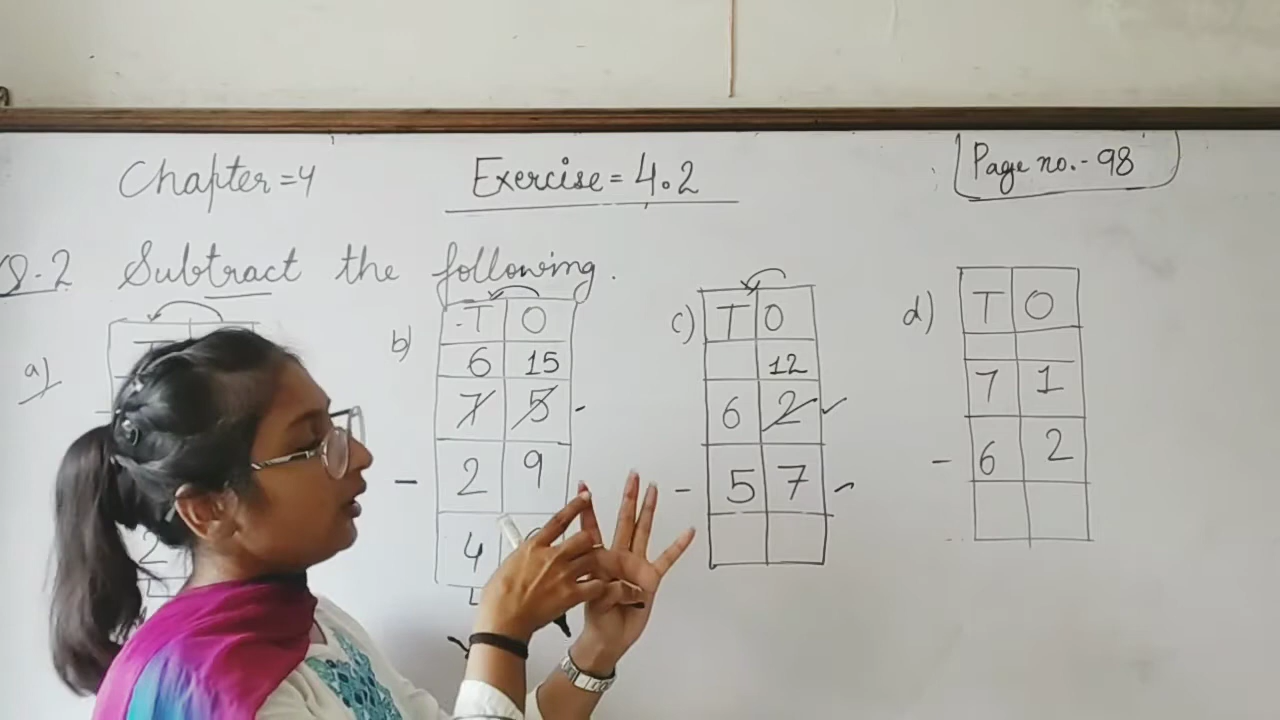 Chapter=4 Exercise=4.2 Page no.-98
Q.2 Subtract the following.
a)
2
b)
T O
6 15
7 5
- 2 9
4
c)
T O
12
6 2
- 5 7
d)
T O
7 1
- 6 2